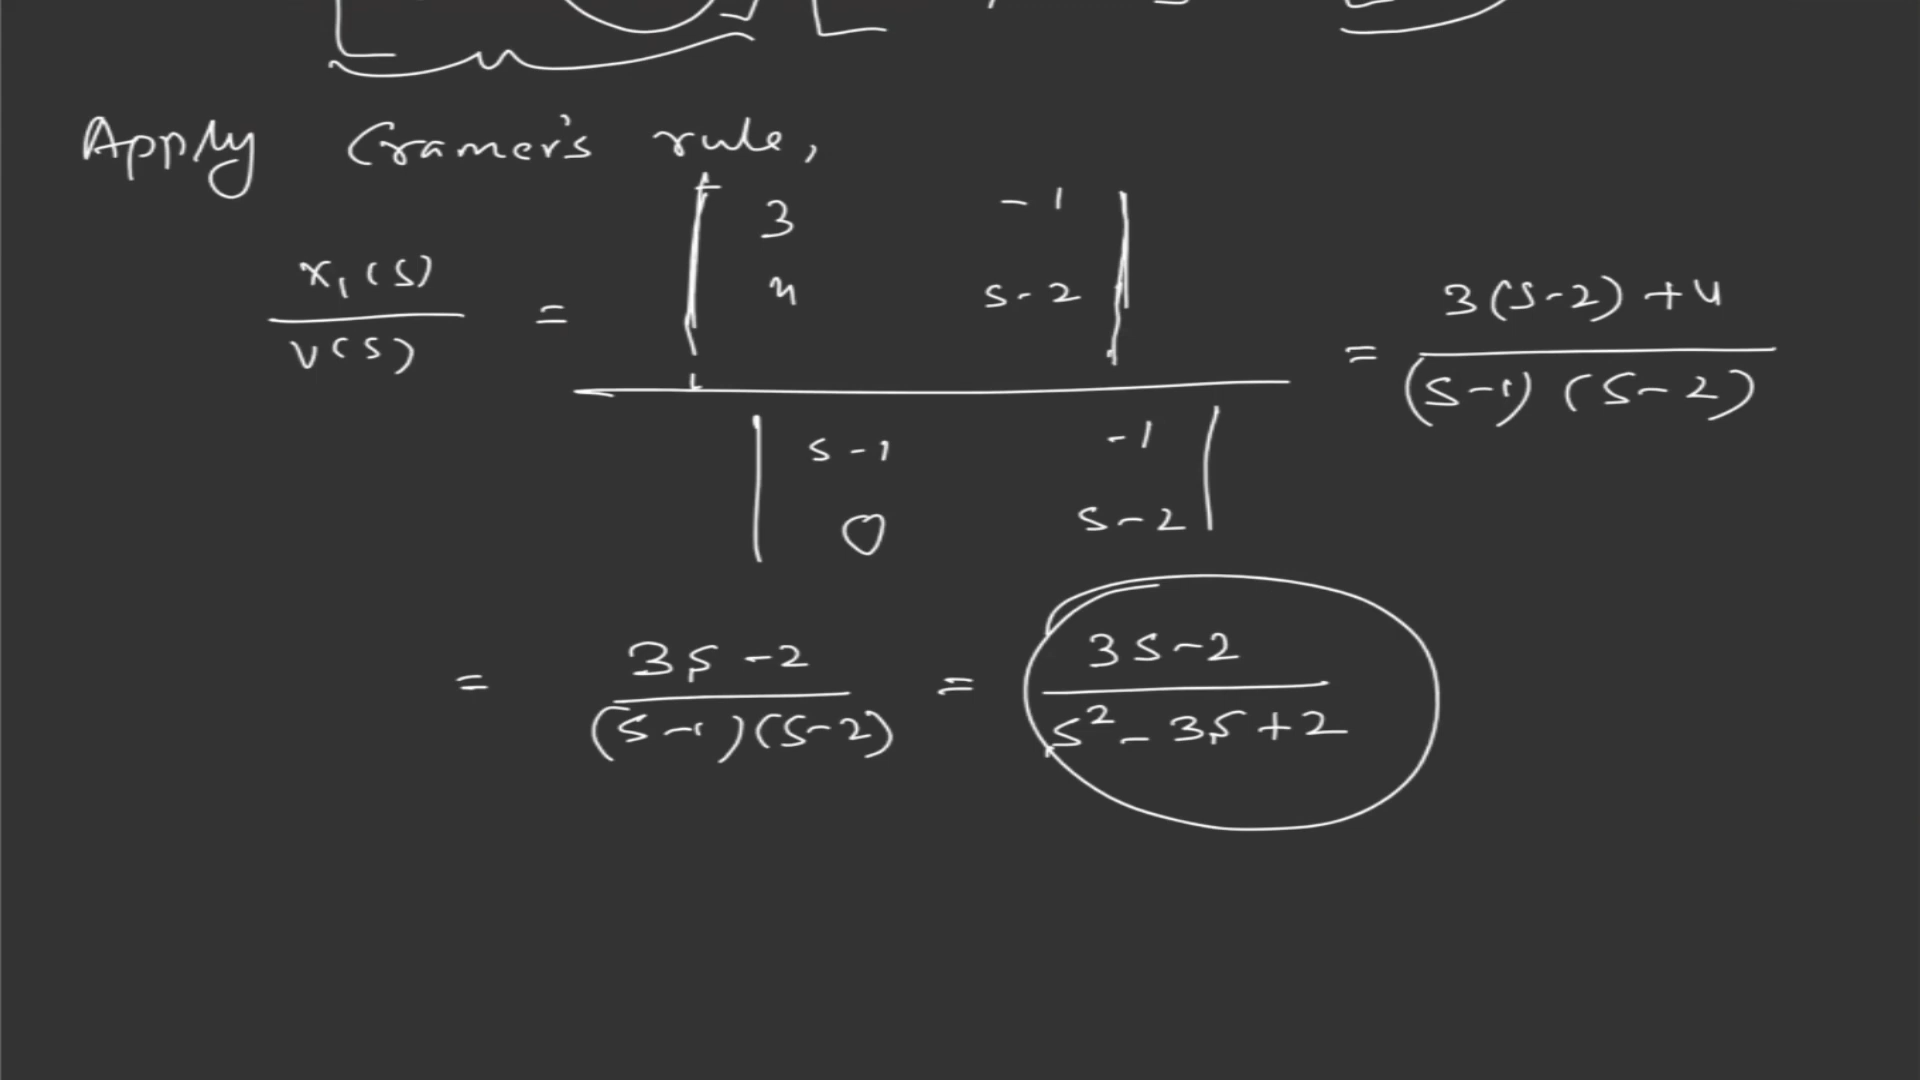 Apply Cramer's rule,
x₁(s) / V(s) = | 3 -1 ; 4 s-2 | / | s-1 -1 ; 0 s-2 | = 3(s-2)+4 / (s-1)(s-2)
= 3s-2 / (s-1)(s-2) = 3s-2 / s²-3s+2